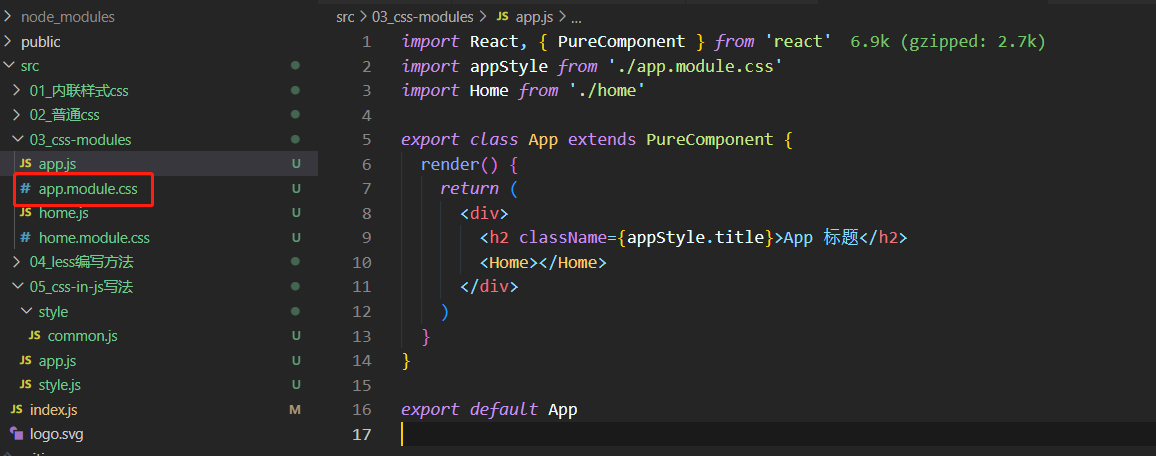 node_modules
public
src
01_内联样式css
02_普通css
03_css-modules
JS app.js U
# app.module.css U
JS home.js U
# home.module.css U
04_less编写方法
05_css-in-js写法
style
JS common.js U
JS app.js U
JS style.js U
JS index.js M
logo.svg
src > 03_css-modules > JS app.js > ...
1 import React, { PureComponent } from 'react' 6.9k (gzipped: 2.7k)
2 import appStyle from './app.module.css'
3 import Home from './home'
4
5 export class App extends PureComponent {
6 render() {
7 return (
8 <div>
9 <h2 className={appStyle.title}>App 标题</h2>
10 <Home></Home>
11 </div>
12 )
13 }
14 }
15
16 export default App
17